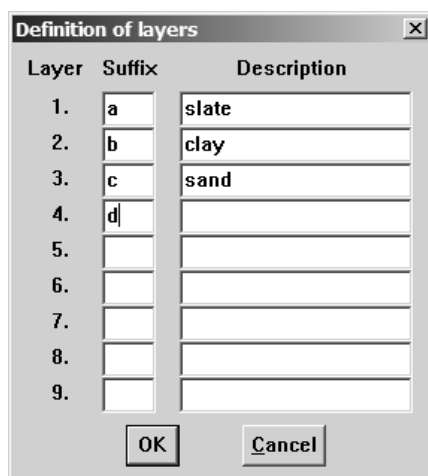 Definition of layers
Layer Suffix Description
1. a slate
2. b clay
3. c sand
4. d
5.
6.
7.
8.
9.
OK Cancel